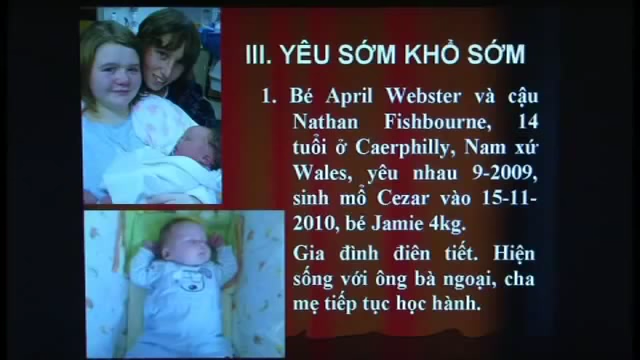 III. YÊU SỚM KHỔ SỚM
1. Bé April Webster và cậu
Nathan Fishbourne, 14
tuổi ở Caerphilly, Nam xứ
Wales, yêu nhau 9-2009,
sinh mổ Cezar vào 15-11-
2010, bé Jamie 4kg.
Gia đình điên tiết. Hiện
sống với ông bà ngoại, cha
mẹ tiếp tục học hành.